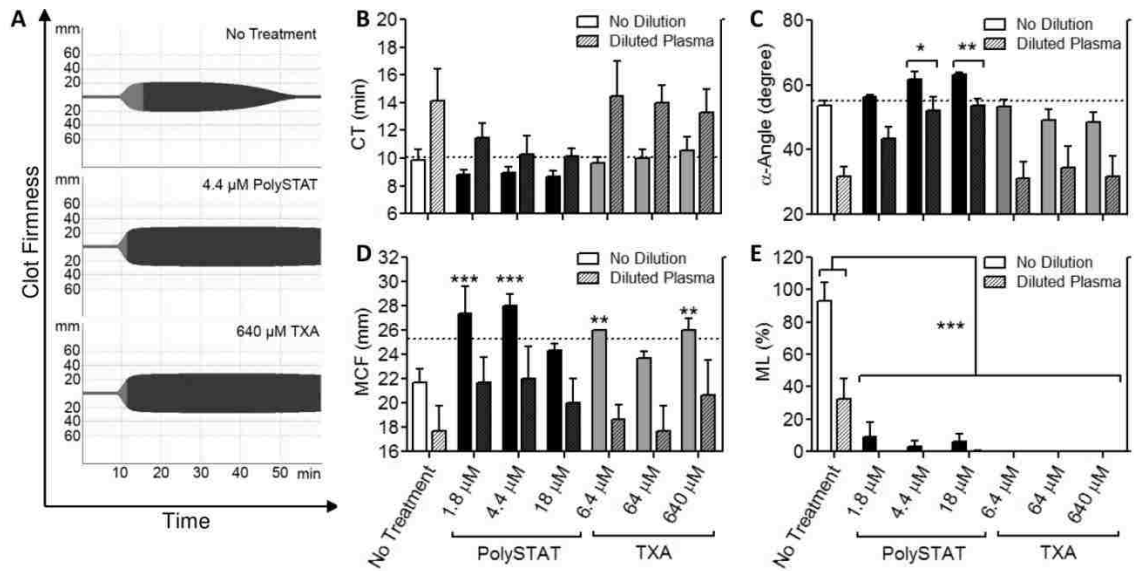 A
mm
60
40
20
20
40
60
No Treatment
mm
60
40
20
20
40
60
4.4 µM PolySTAT
mm
60
40
20
20
40
60
640 µM TXA
10 20 30 40 50 min
Clot Firmness
Time
B
No Dilution
Diluted Plasma
CT (min)
20
18
16
14
12
10
8
6
C
No Dilution
Diluted Plasma
* **
α-Angle (degree)
80
60
40
20
D
No Dilution
Diluted Plasma
*** *** ** **
MCF (mm)
32
30
28
26
24
22
20
18
16
No Treatment
1.8 µM
4.4 µM
18 µM
6.4 µM
64 µM
640 µM
PolySTAT TXA
E
No Dilution
Diluted Plasma
***
ML (%)
120
100
80
60
40
20
0
No Treatment
1.8 µM
4.4 µM
18 µM
6.4 µM
64 µM
640 µM
PolySTAT TXA